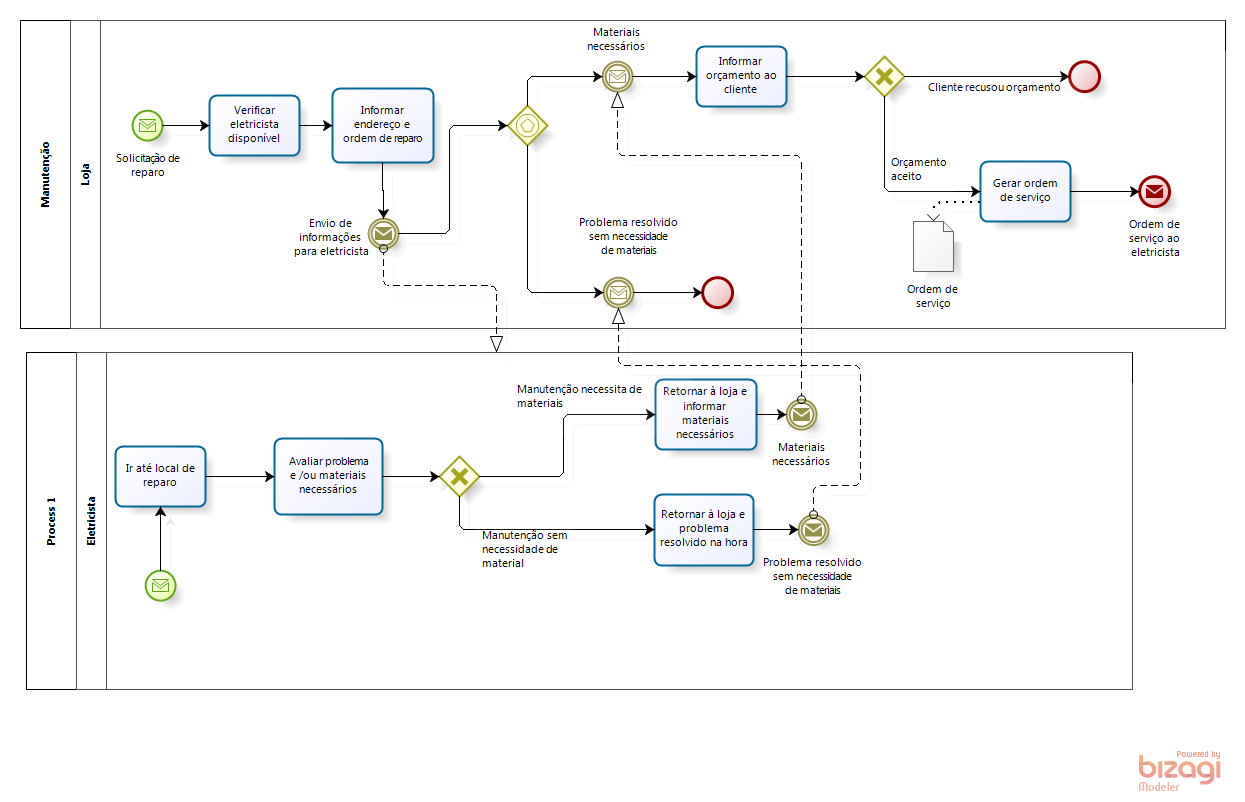 Manutenção
Loja
Solicitação de
reparo
Verificar
eletricista
disponível
Informar
endereço e
ordem de reparo
Envio de
informações
para eletricista
Materiais
necessários
Informar
orçamento ao
cliente
Cliente recusou orçamento
Orçamento
aceito
Gerar ordem
de serviço
Ordem de
serviço
Ordem de
serviço ao
eletricista
Problema resolvido
sem necessidade
de materiais
Process 1
Eletricista
Ir até local de
reparo
Avaliar problema
e /ou materiais
necessários
Manutenção necessita de
materiais
Retornar à loja e
informar
materiais
necessários
Materiais
necessários
Manutenção sem
necessidade de
material
Retornar à loja e
problema
resolvido na hora
Problema resolvido
sem necessidade
de materiais
Powered by
bizagi
Modeler